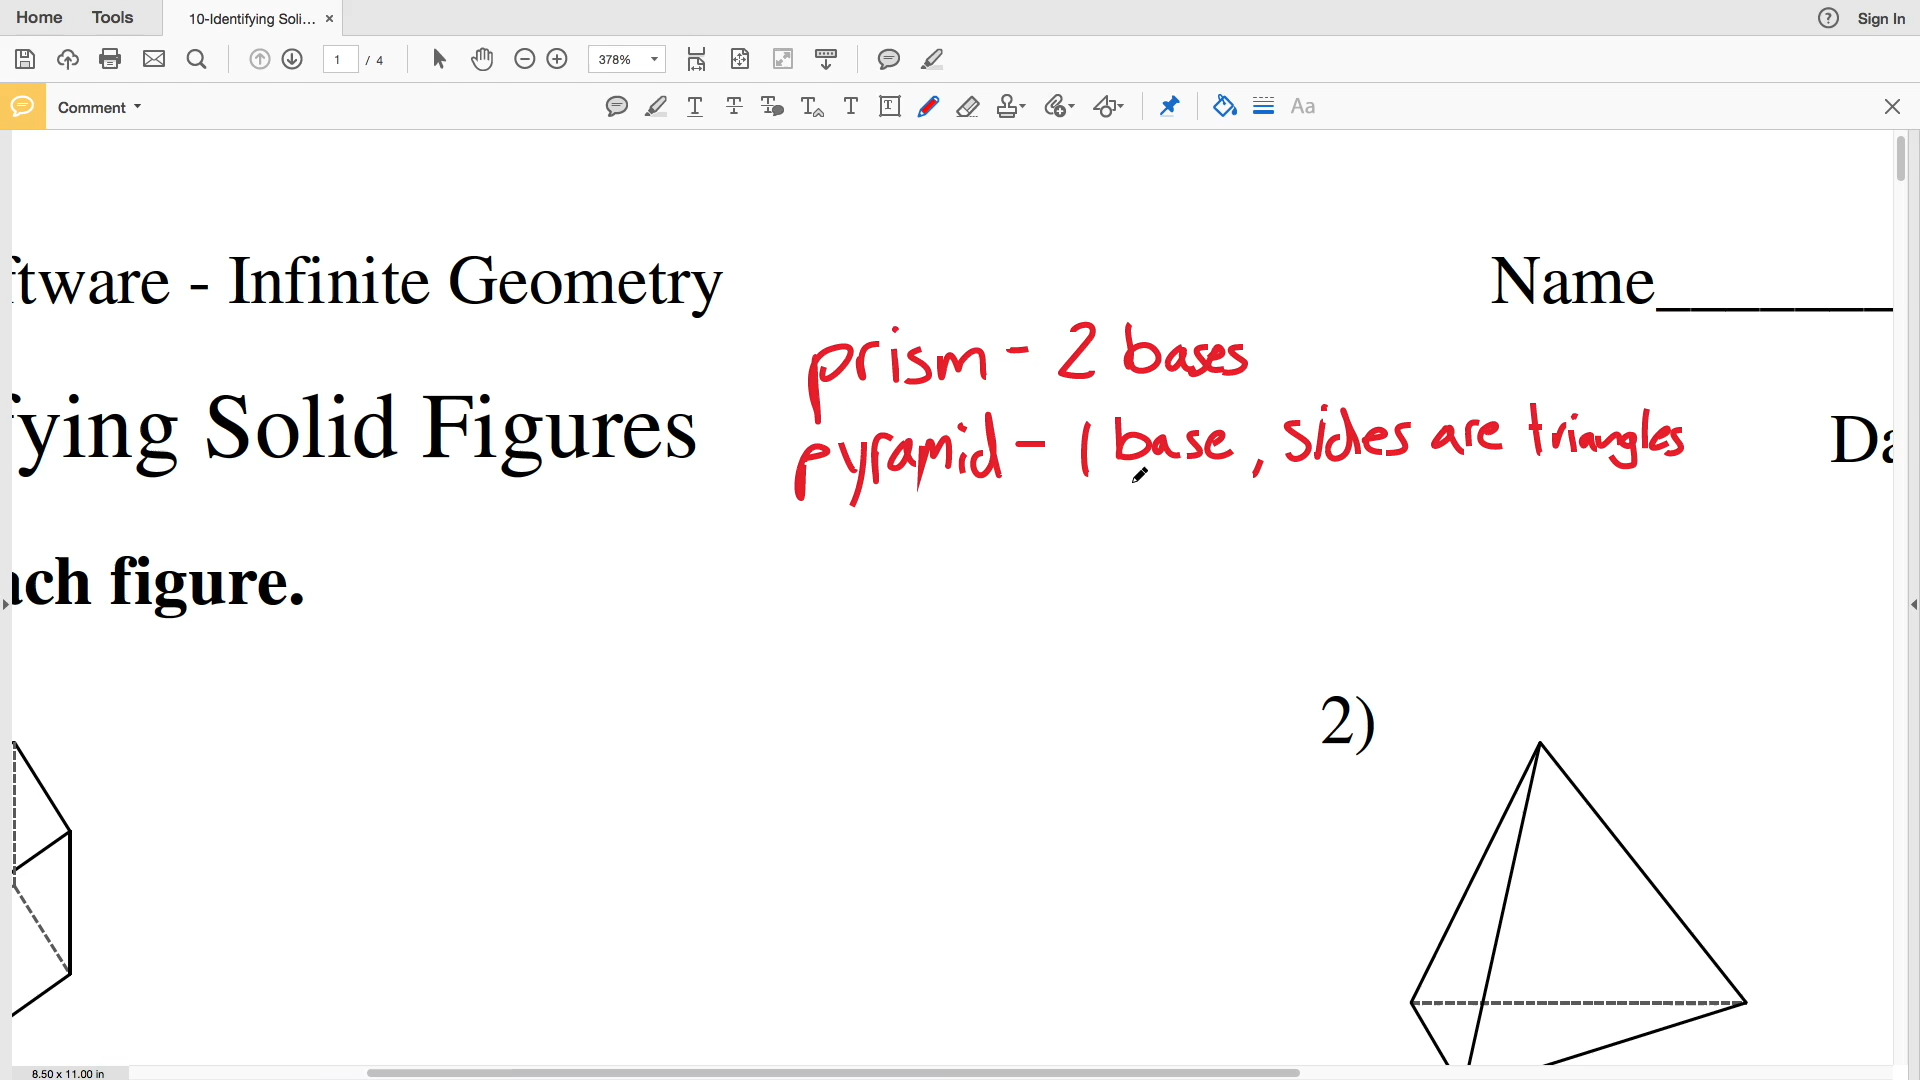 Home Tools 10-Identifying Soli... × ? Sign In
1 / 4 378%
Comment Aa
ftware - Infinite Geometry Name________
prism - 2 bases
fying Solid Figures pyramid - 1 base, sides are triangles Da
ach figure.
2)
8.50 x 11.00 in